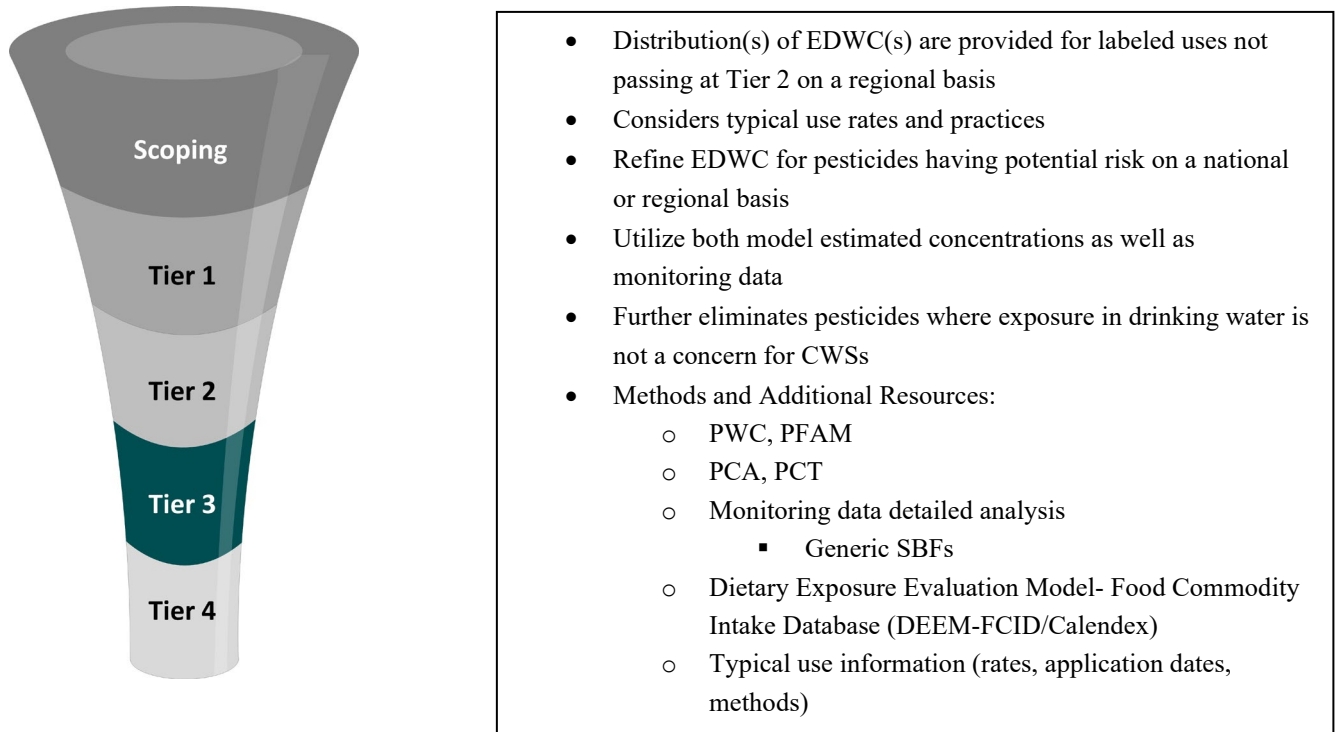 Scoping
Tier 1
Tier 2
Tier 3
Tier 4
• Distribution(s) of EDWC(s) are provided for labeled uses not
passing at Tier 2 on a regional basis
• Considers typical use rates and practices
• Refine EDWC for pesticides having potential risk on a national
or regional basis
• Utilize both model estimated concentrations as well as
monitoring data
• Further eliminates pesticides where exposure in drinking water is
not a concern for CWSs
• Methods and Additional Resources:
o PWC, PFAM
o PCA, PCT
o Monitoring data detailed analysis
▪ Generic SBFs
o Dietary Exposure Evaluation Model- Food Commodity
Intake Database (DEEM-FCID/Calendex)
o Typical use information (rates, application dates,
methods)